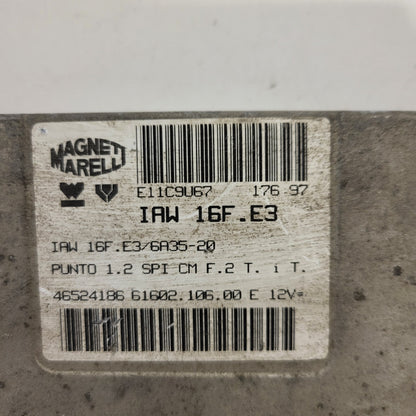 MAGNETI
MARELLI
E11C9U67 176 97
IAW 16F.E3
IAW 16F.E3/6A35-20
PUNTO 1.2 SPI CM F.2 T. i T.
46524186 61602.106.00 E 12V=